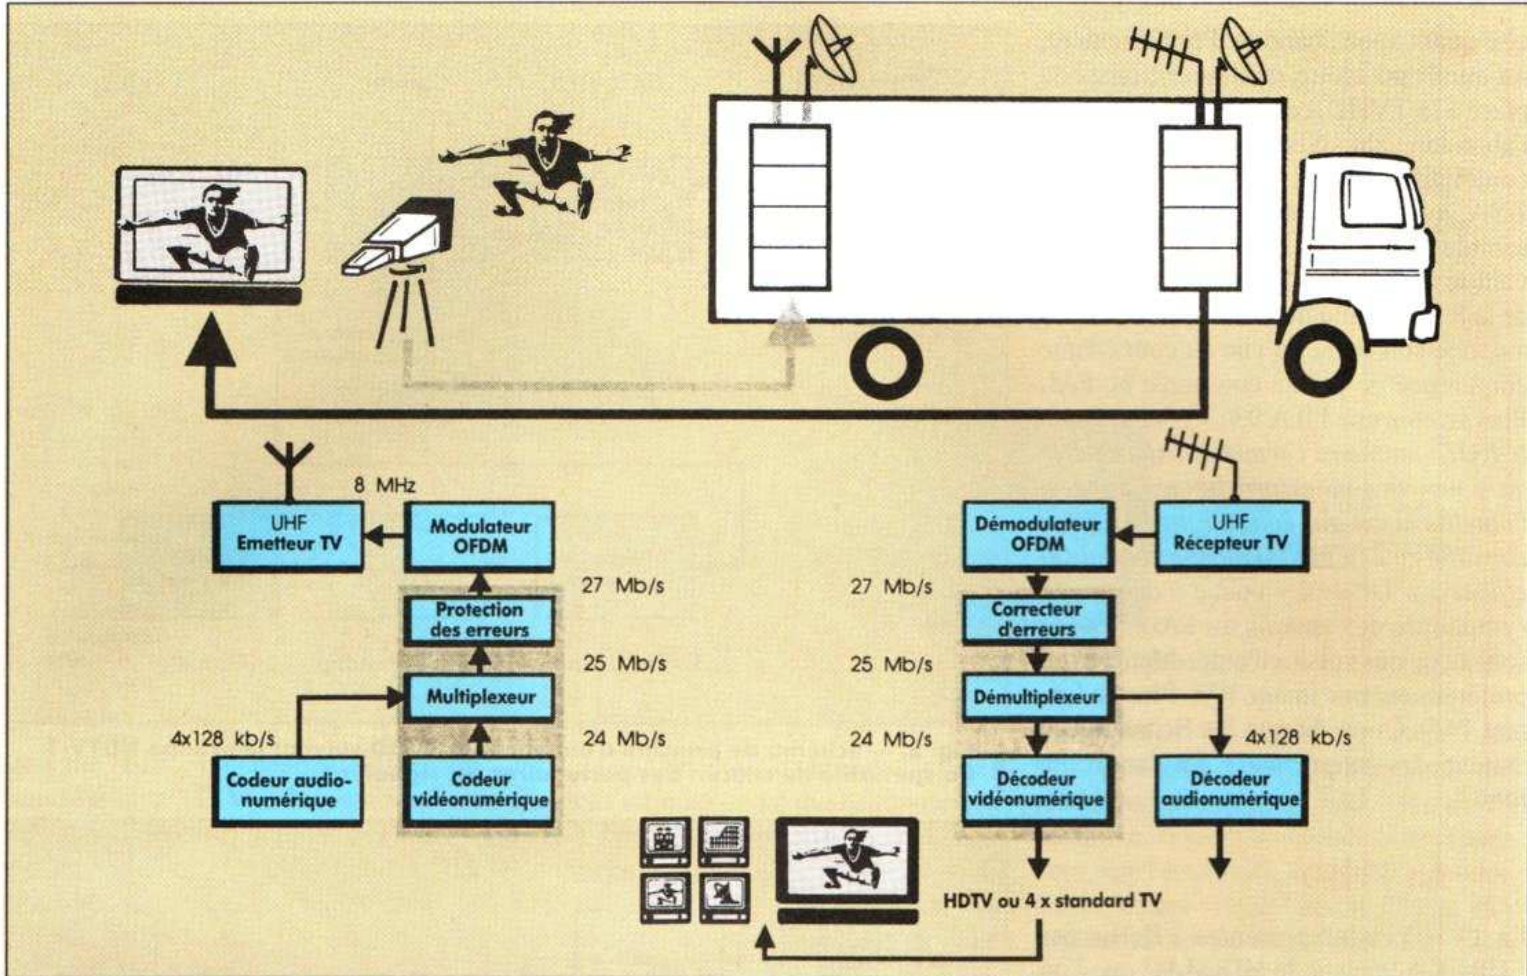 8 MHz
UHF
Emetteur TV
Modulateur
OFDM
27 Mb/s
Protection
des erreurs
25 Mb/s
Multiplexeur
4x128 kb/s
24 Mb/s
Codeur audio-
numérique
Codeur
vidéonumérique
Démodulateur
OFDM
UHF
Récepteur TV
27 Mb/s
Correcteur
d'erreurs
25 Mb/s
Démultiplexeur
24 Mb/s
4x128 kb/s
Décodeur
vidéonumérique
Décodeur
audionumérique
HDTV ou 4 x standard TV